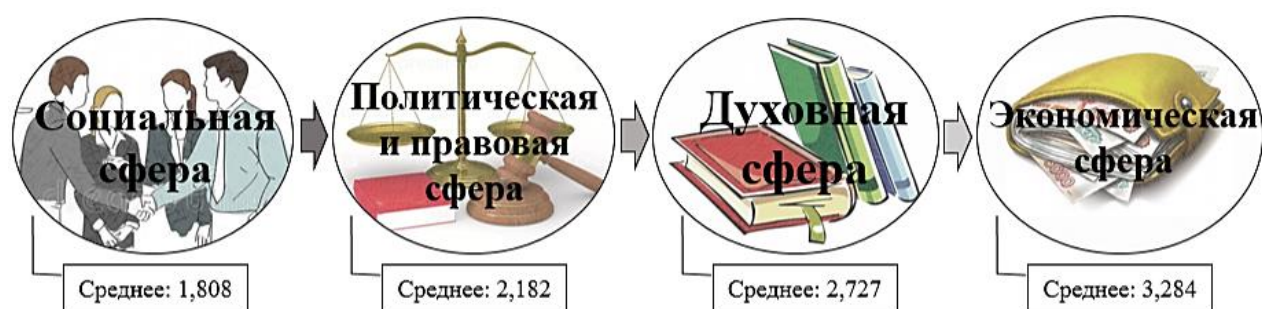 Социальная
сфера
Политическая
и правовая
сфера
Духовная
сфера
Экономическая
сфера
Среднее: 1,808
Среднее: 2,182
Среднее: 2,727
Среднее: 3,284